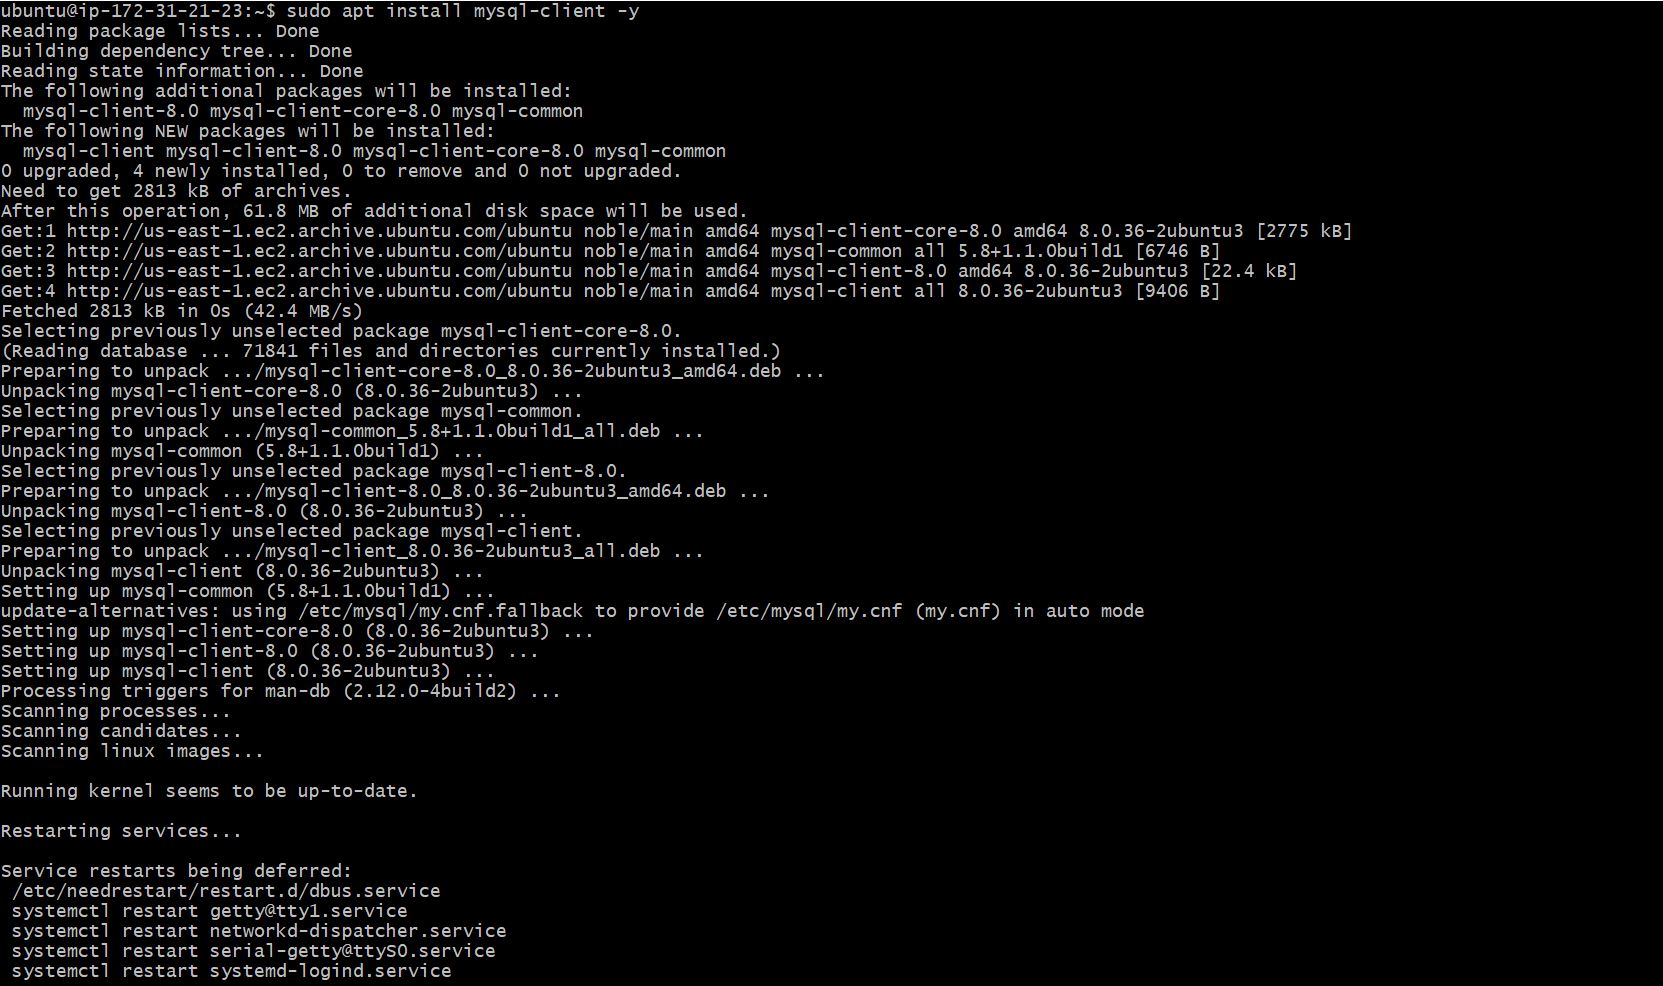 ubuntu@ip-172-31-21-23:~$ sudo apt install mysql-client -y
Reading package lists... Done
Building dependency tree... Done
Reading state information... Done
The following additional packages will be installed:
  mysql-client-8.0 mysql-client-core-8.0 mysql-common
The following NEW packages will be installed:
  mysql-client mysql-client-8.0 mysql-client-core-8.0 mysql-common
0 upgraded, 4 newly installed, 0 to remove and 0 not upgraded.
Need to get 2813 kB of archives.
After this operation, 61.8 MB of additional disk space will be used.
Get:1 http://us-east-1.ec2.archive.ubuntu.com/ubuntu noble/main amd64 mysql-client-core-8.0 amd64 8.0.36-2ubuntu3 [2775 kB]
Get:2 http://us-east-1.ec2.archive.ubuntu.com/ubuntu noble/main amd64 mysql-common all 5.8+1.1.0build1 [6746 B]
Get:3 http://us-east-1.ec2.archive.ubuntu.com/ubuntu noble/main amd64 mysql-client-8.0 amd64 8.0.36-2ubuntu3 [22.4 kB]
Get:4 http://us-east-1.ec2.archive.ubuntu.com/ubuntu noble/main amd64 mysql-client all 8.0.36-2ubuntu3 [9406 B]
Fetched 2813 kB in 0s (42.4 MB/s)
Selecting previously unselected package mysql-client-core-8.0.
(Reading database ... 71841 files and directories currently installed.)
Preparing to unpack .../mysql-client-core-8.0_8.0.36-2ubuntu3_amd64.deb ...
Unpacking mysql-client-core-8.0 (8.0.36-2ubuntu3) ...
Selecting previously unselected package mysql-common.
Preparing to unpack .../mysql-common_5.8+1.1.0build1_all.deb ...
Unpacking mysql-common (5.8+1.1.0build1) ...
Selecting previously unselected package mysql-client-8.0.
Preparing to unpack .../mysql-client-8.0_8.0.36-2ubuntu3_amd64.deb ...
Unpacking mysql-client-8.0 (8.0.36-2ubuntu3) ...
Selecting previously unselected package mysql-client.
Preparing to unpack .../mysql-client_8.0.36-2ubuntu3_all.deb ...
Unpacking mysql-client (8.0.36-2ubuntu3) ...
Setting up mysql-common (5.8+1.1.0build1) ...
update-alternatives: using /etc/mysql/my.cnf.fallback to provide /etc/mysql/my.cnf (my.cnf) in auto mode
Setting up mysql-client-core-8.0 (8.0.36-2ubuntu3) ...
Setting up mysql-client-8.0 (8.0.36-2ubuntu3) ...
Setting up mysql-client (8.0.36-2ubuntu3) ...
Processing triggers for man-db (2.12.0-4build2) ...
Scanning processes...
Scanning candidates...
Scanning linux images...

Running kernel seems to be up-to-date.

Restarting services...

Service restarts being deferred:
 /etc/needrestart/restart.d/dbus.service
 systemctl restart getty@tty1.service
 systemctl restart networkd-dispatcher.service
 systemctl restart serial-getty@ttyS0.service
 systemctl restart systemd-logind.service